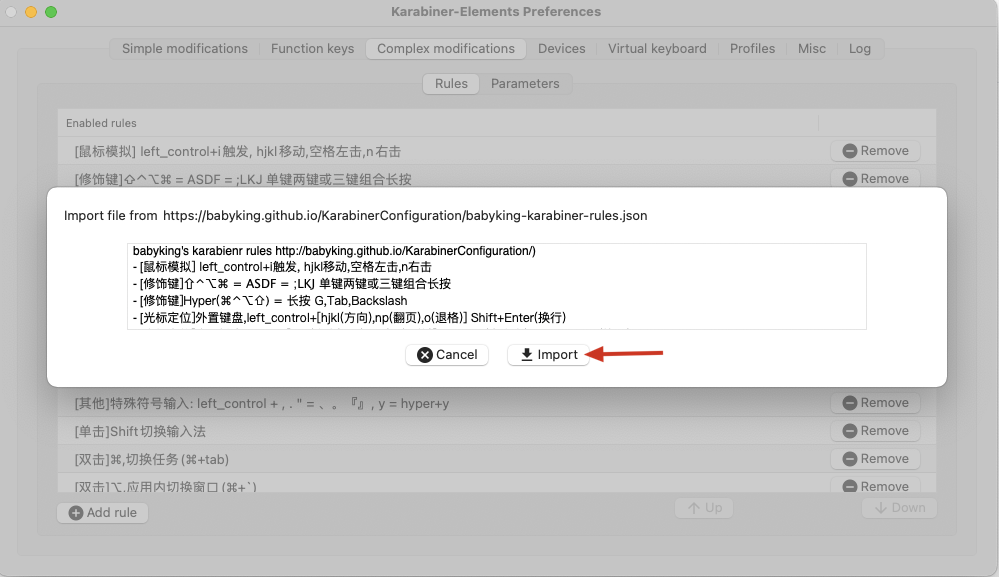 Karabiner-Elements Preferences
Simple modifications Function keys Complex modifications Devices Virtual keyboard Profiles Misc Log
Rules Parameters
Enabled rules
[鼠标模拟] left_control+i触发, hjkl移动,空格左击,n右击 Remove
[修饰键]⇧^⌥⌘ = ASDF = ;LKJ 单键两键或三键组合长按 Remove
Import file from https://babyking.github.io/KarabinerConfiguration/babyking-karabiner-rules.json
babyking's karabienr rules http://babyking.github.io/KarabinerConfiguration/)
- [鼠标模拟] left_control+i触发, hjkl移动,空格左击,n右击
- [修饰键]⇧^⌥⌘ = ASDF = ;LKJ 单键两键或三键组合长按
- [修饰键]Hyper(⌘^⌥⇧) = 长按 G,Tab,Backslash
- [光标定位]外置键盘,left_control+[hjkl(方向),np(翻页),o(退格)] Shift+Enter(换行)
Cancel Import
[其他]特殊符号输入: left_control + , . " = 、。『』, y = hyper+y Remove
[单击]Shift切换输入法 Remove
[双击]⌘,切换任务(⌘+tab) Remove
[双击]⌥,应用内切换窗口(⌘+`) Remove
Add rule Up Down